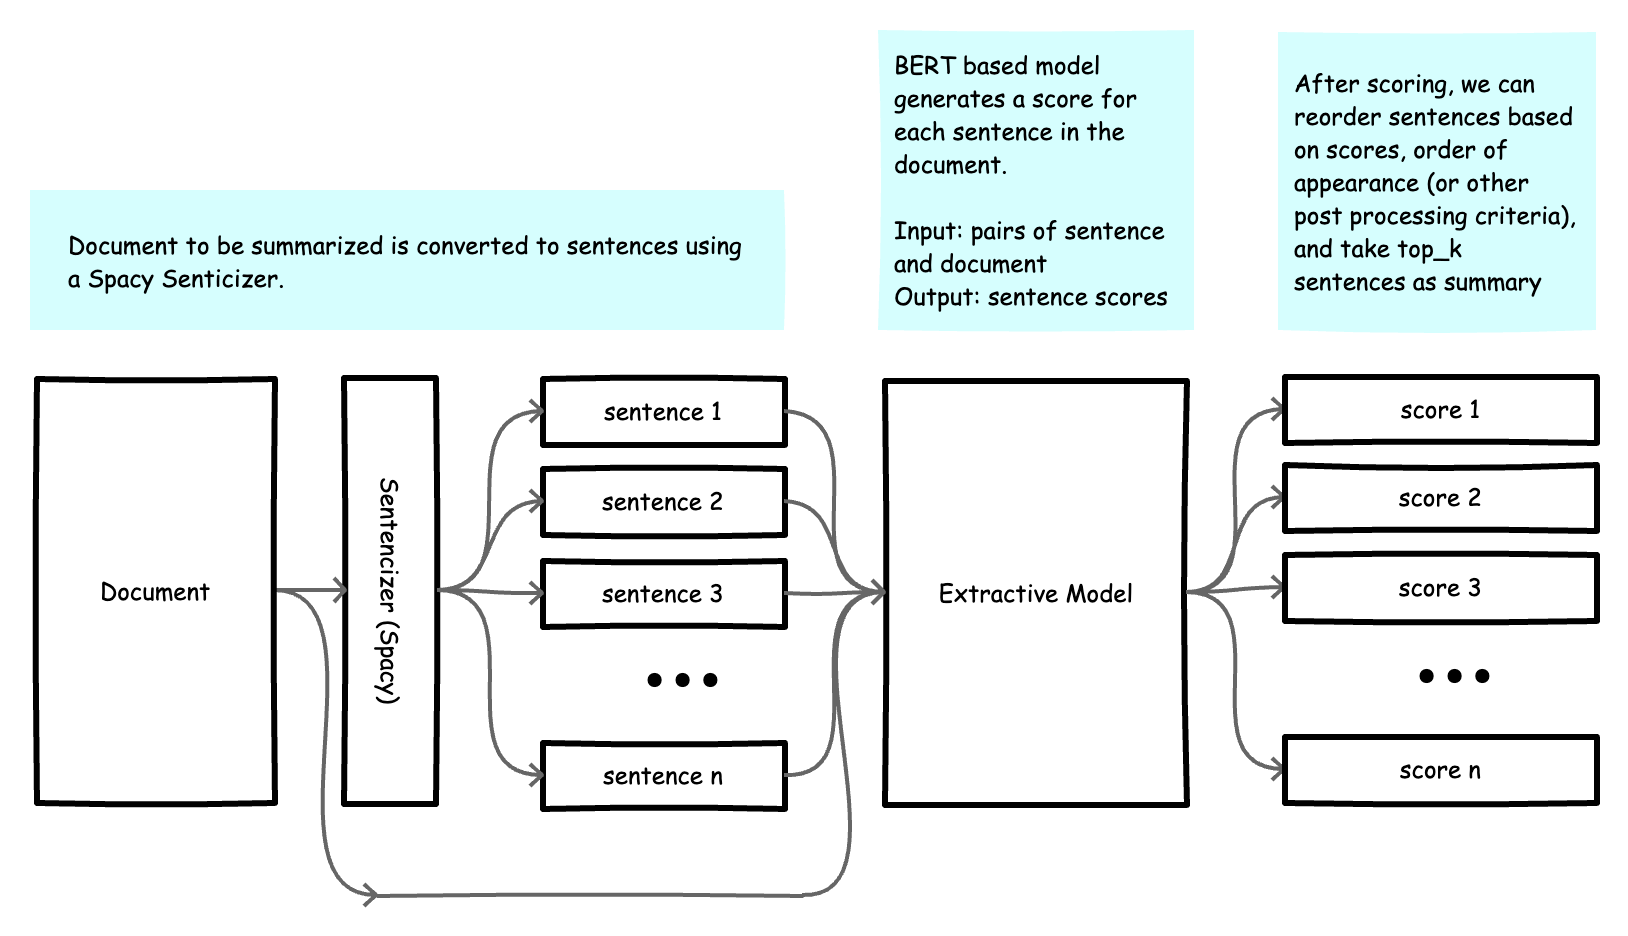 BERT based model
generates a score for
each sentence in the
document.
Input: pairs of sentence
and document
Output: sentence scores
After scoring, we can
reorder sentences based
on scores, order of
appearance (or other
post processing criteria),
and take top_k
sentences as summary
Document to be summarized is converted to sentences using
a Spacy Senticizer.
Document
Sentencizer (Spacy)
sentence 1
sentence 2
sentence 3
•••
sentence n
Extractive Model
score 1
score 2
score 3
•••
score n